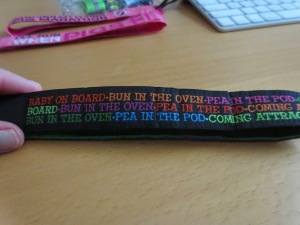 WHEN
BABY ON BOARD•BUN IN THE OVEN•PEA IN THE POD•
BOARD•BUN IN THE OVEN•PEA IN THE POD•COMING A
BUN IN THE OVEN•PEA IN THE POD•COMING ATTRAC